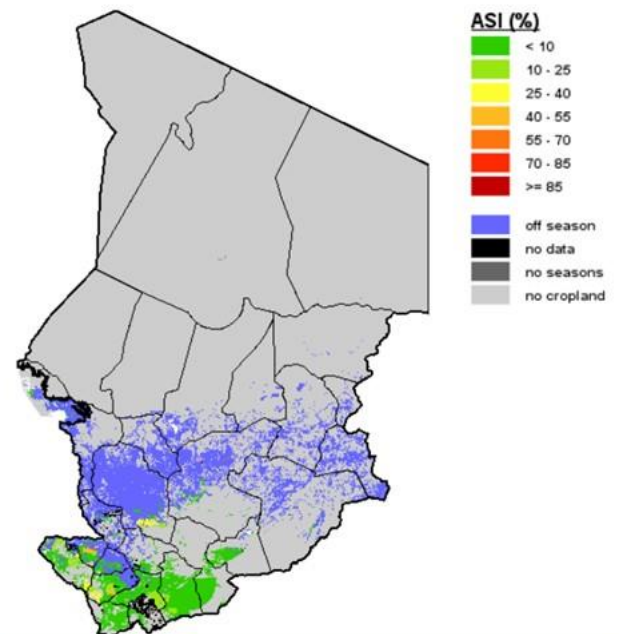 ASI (%)
< 10
10 - 25
25 - 40
40 - 55
55 - 70
70 - 85
>= 85
off season
no data
no seasons
no cropland